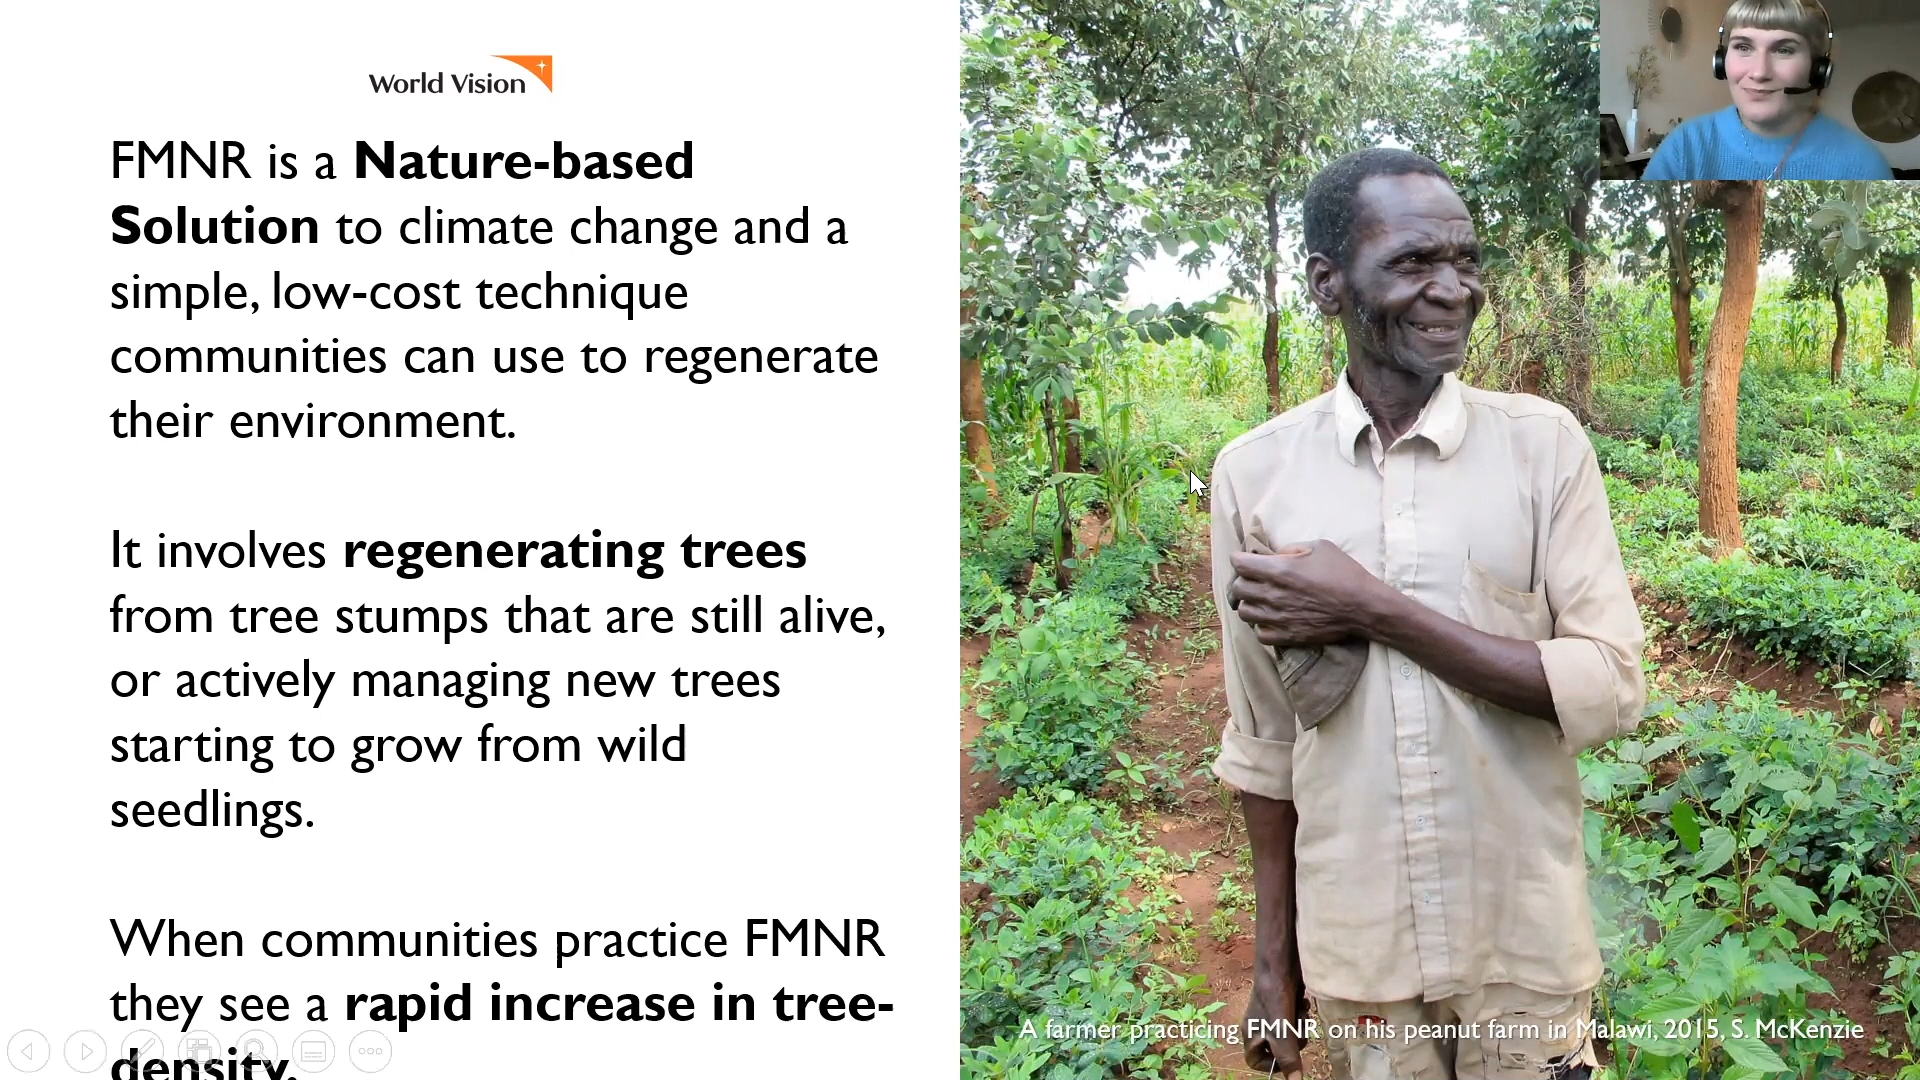 World Vision
FMNR is a Nature-based
Solution to climate change and a
simple, low-cost technique
communities can use to regenerate
their environment.
It involves regenerating trees
from tree stumps that are still alive,
or actively managing new trees
starting to grow from wild
seedlings.
When communities practice FMNR
they see a rapid increase in tree-
density.
A farmer practicing FMNR on his peanut farm in Malawi, 2015, S. McKenzie